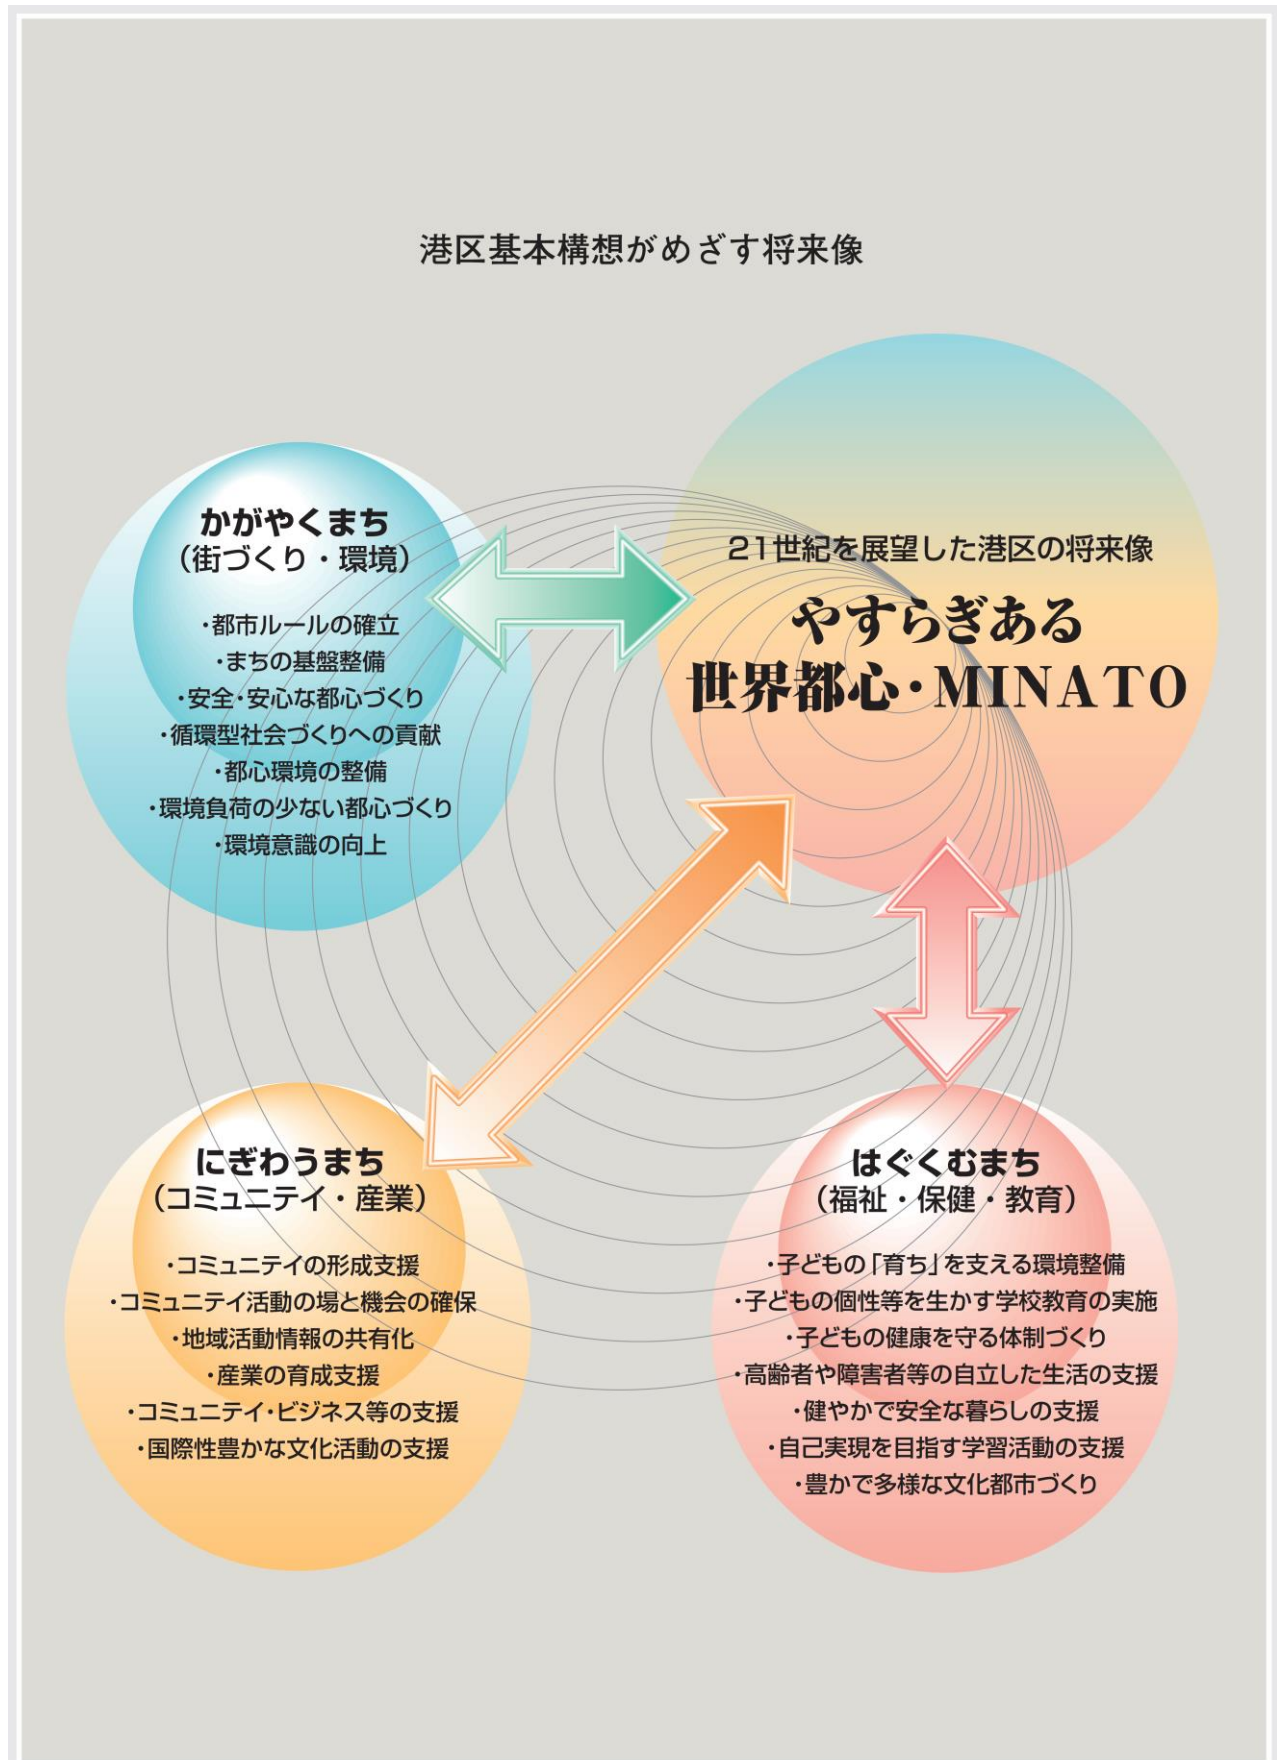 港区基本構想がめざす将来像
かがやくまち
(街づくり・環境)
・都市ルールの確立
・まちの基盤整備
・安全・安心な都心づくり
・循環型社会づくりへの貢献
・都心環境の整備
・環境負荷の少ない都心づくり
・環境意識の向上
21世紀を展望した港区の将来像
やすらぎある
世界都心・MINATO
にぎわうまち
(コミュニテイ・産業)
・コミュニテイの形成支援
・コミュニテイ活動の場と機会の確保
・地域活動情報の共有化
・産業の育成支援
・コミュニテイ・ビジネス等の支援
・国際性豊かな文化活動の支援
はぐくむまち
(福祉・保健・教育)
・子どもの「育ち」を支える環境整備
・子どもの個性等を生かす学校教育の実施
・子どもの健康を守る体制づくり
・高齢者や障害者等の自立した生活の支援
・健やかで安全な暮らしの支援
・自己実現を目指す学習活動の支援
・豊かで多様な文化都市づくり